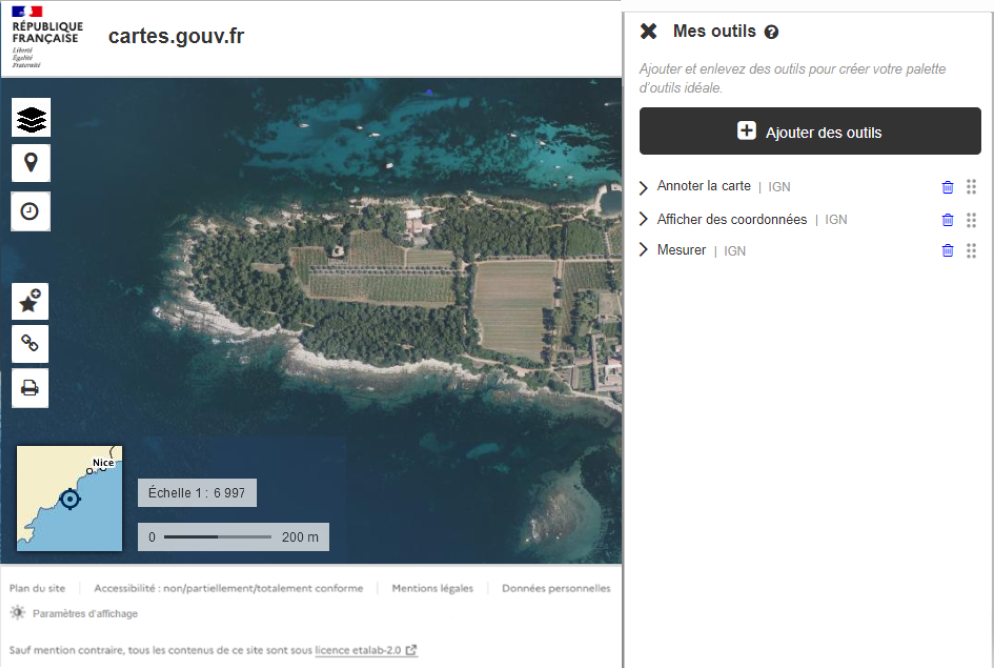 RÉPUBLIQUE
FRANÇAISE
Liberté
Égalité
Fraternité
cartes.gouv.fr
Nice
Échelle 1 : 6 997
0 200 m
Plan du site
Accessibilité : non/partiellement/totalement conforme
Mentions légales
Données personnelles
Paramètres d'affichage
Sauf mention contraire, tous les contenus de ce site sont sous licence etalab-2.0
Mes outils
Ajouter et enlevez des outils pour créer votre palette
d'outils idéale.
Ajouter des outils
Annoter la carte | IGN
Afficher des coordonnées | IGN
Mesurer | IGN